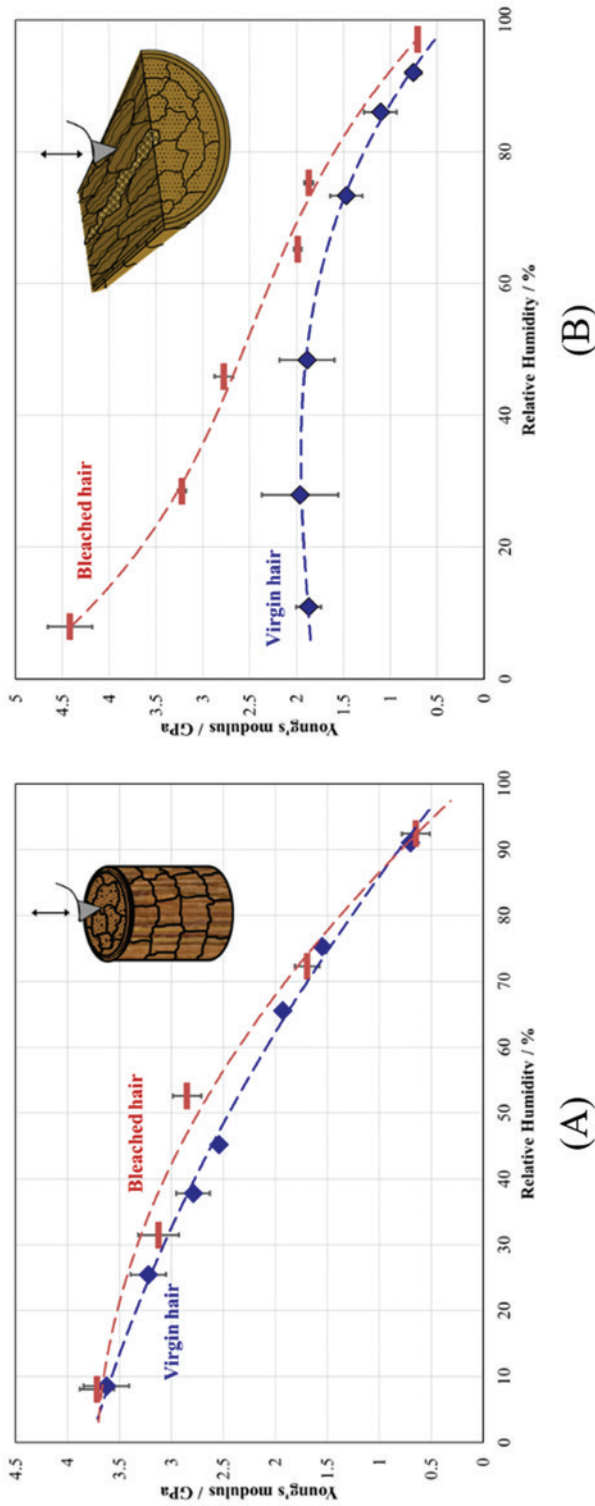 4.5
4
3.5
3
2.5
2
1.5
1
0.5
0
Young's modulus / GPa
Bleached hair
Virgin hair
0 10 20 30 40 50 60 70 80 90 100
Relative Humidity / %
(A)
5
4.5
4
3.5
3
2.5
2
1.5
1
0.5
0
Young's modulus / GPa
Bleached hair
Virgin hair
0 20 40 60 80 100
Relative Humidity / %
(B)